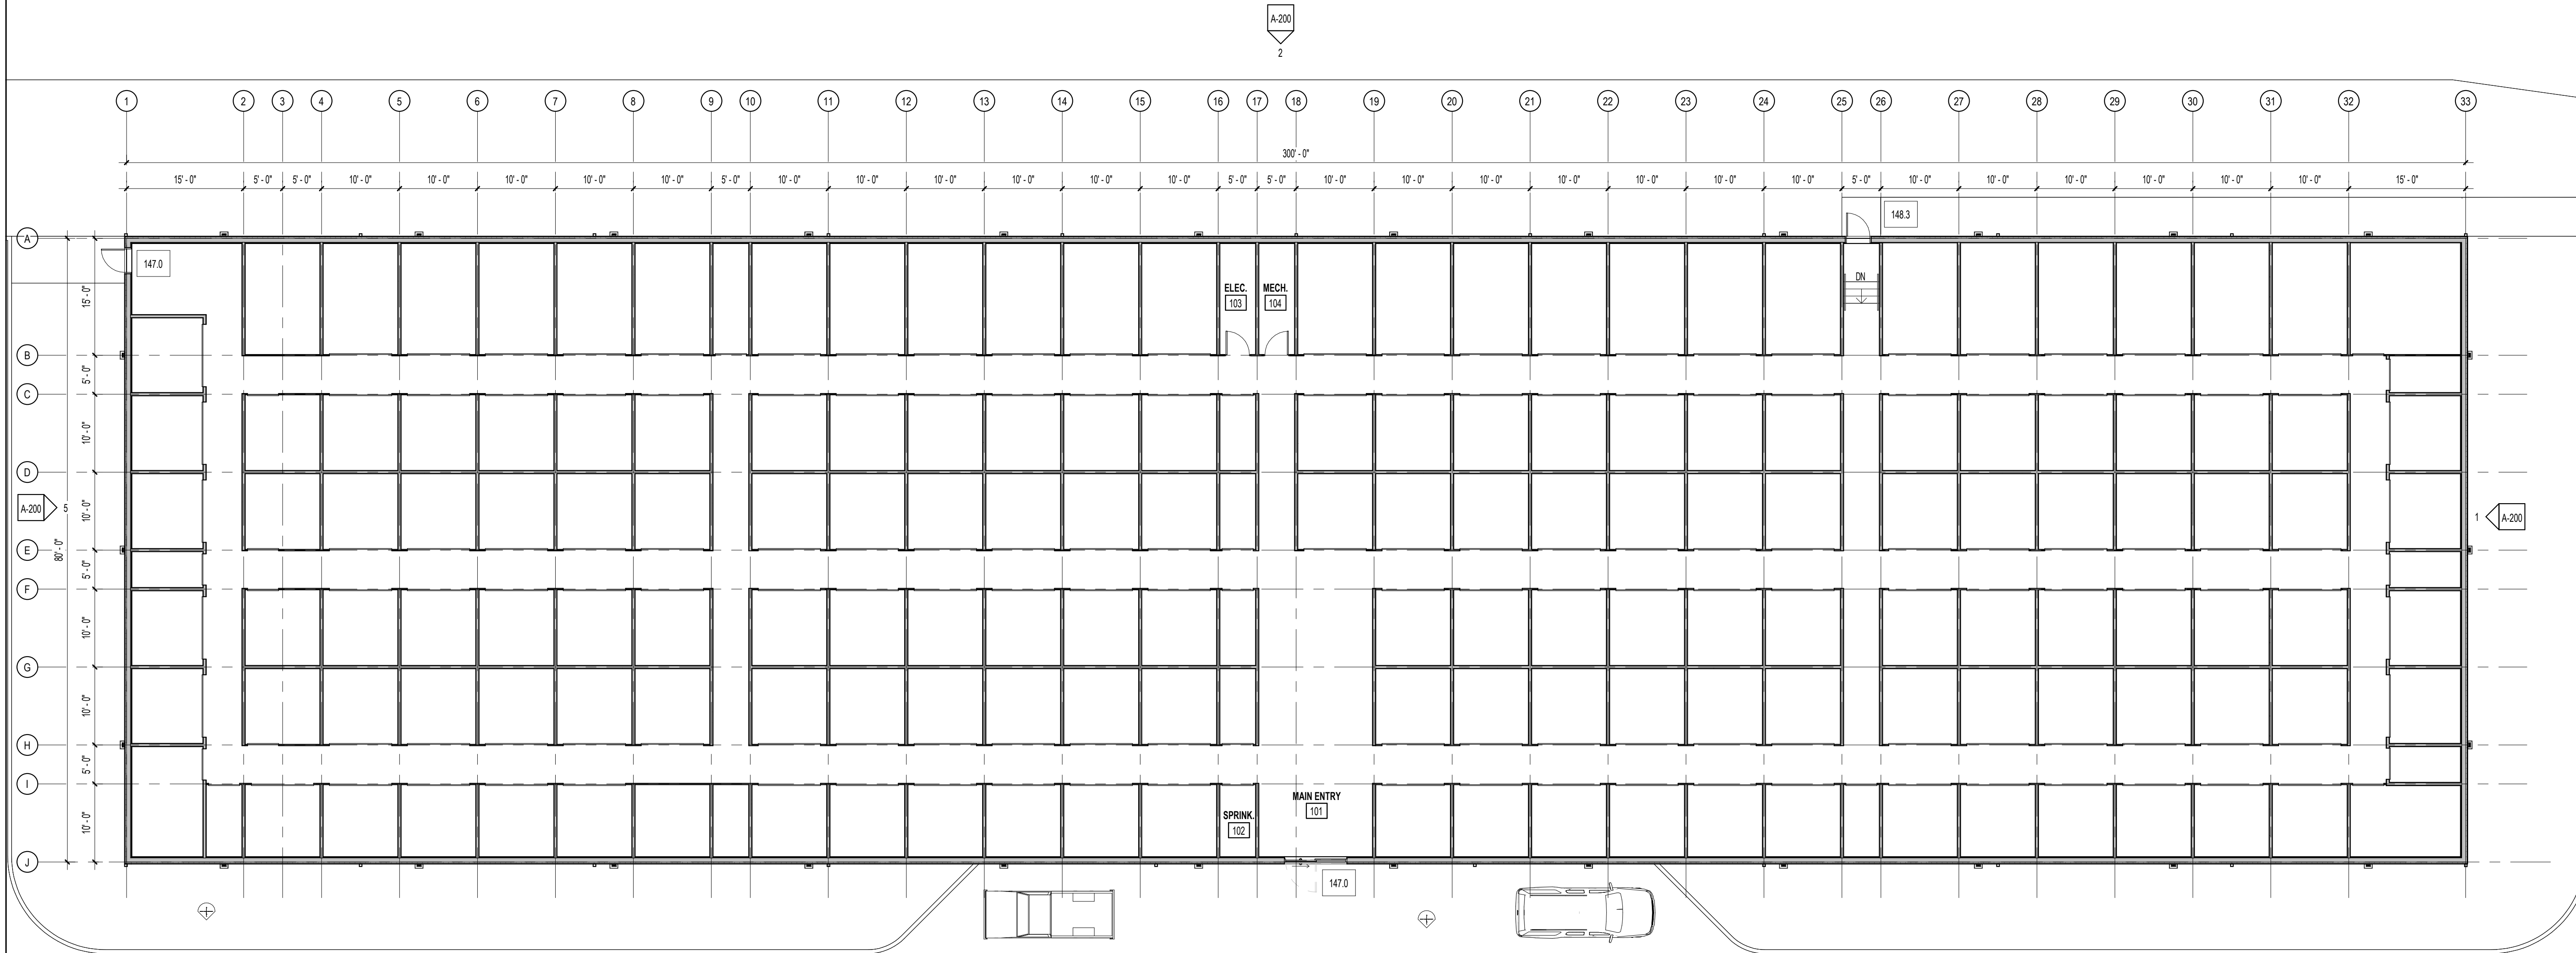 A-200
2
1 2 3 4 5 6 7 8 9 10 11 12 13 14 15 16 17 18 19 20 21 22 23 24 25 26 27 28 29 30 31 32 33
300' - 0"
15' - 0" 5' - 0" 5' - 0" 10' - 0" 10' - 0" 10' - 0" 10' - 0" 10' - 0" 5' - 0" 10' - 0" 10' - 0" 10' - 0" 10' - 0" 10' - 0" 10' - 0" 5' - 0" 5' - 0" 10' - 0" 10' - 0" 10' - 0" 10' - 0" 10' - 0" 10' - 0" 10' - 0" 5' - 0" 10' - 0" 10' - 0" 10' - 0" 10' - 0" 10' - 0" 10' - 0" 15' - 0"
148.3
A
147.0
DN
15' - 0"
ELEC. MECH.
103 104
B
5' - 0"
C
10' - 0"
D
A-200 5
10' - 0"
1 A-200
80' - 0"
E
5' - 0"
F
10' - 0"
G
10' - 0"
H
5' - 0"
I
MAIN ENTRY
101
SPRINK.
102
10' - 0"
J
147.0